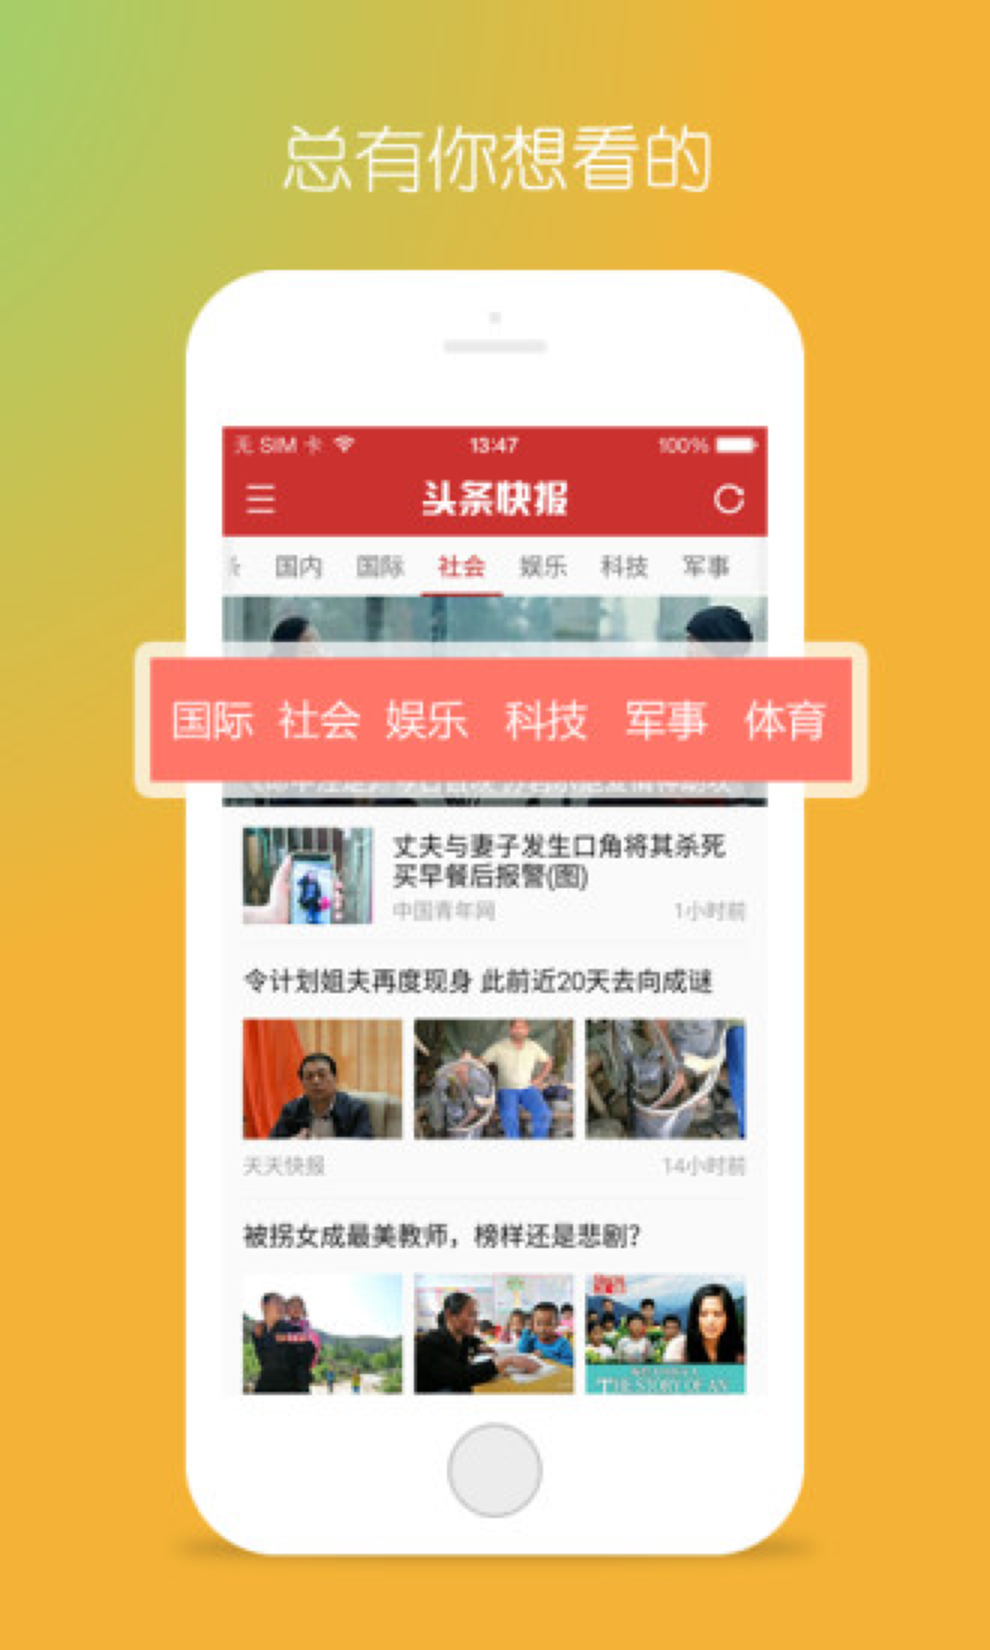 总有你想看的
无 SIM 卡 13:47 100%
头条快报
国内 国际 社会 娱乐 科技 军事
国际 社会 娱乐 科技 军事 体育
丈夫与妻子发生口角将其杀死
买早餐后报警(图)
中国青年网 1小时前
令计划姐夫再度现身 此前近20天去向成谜
天天快报 14小时前
被拐女成最美教师，榜样还是悲剧?
THE STORY OF AN